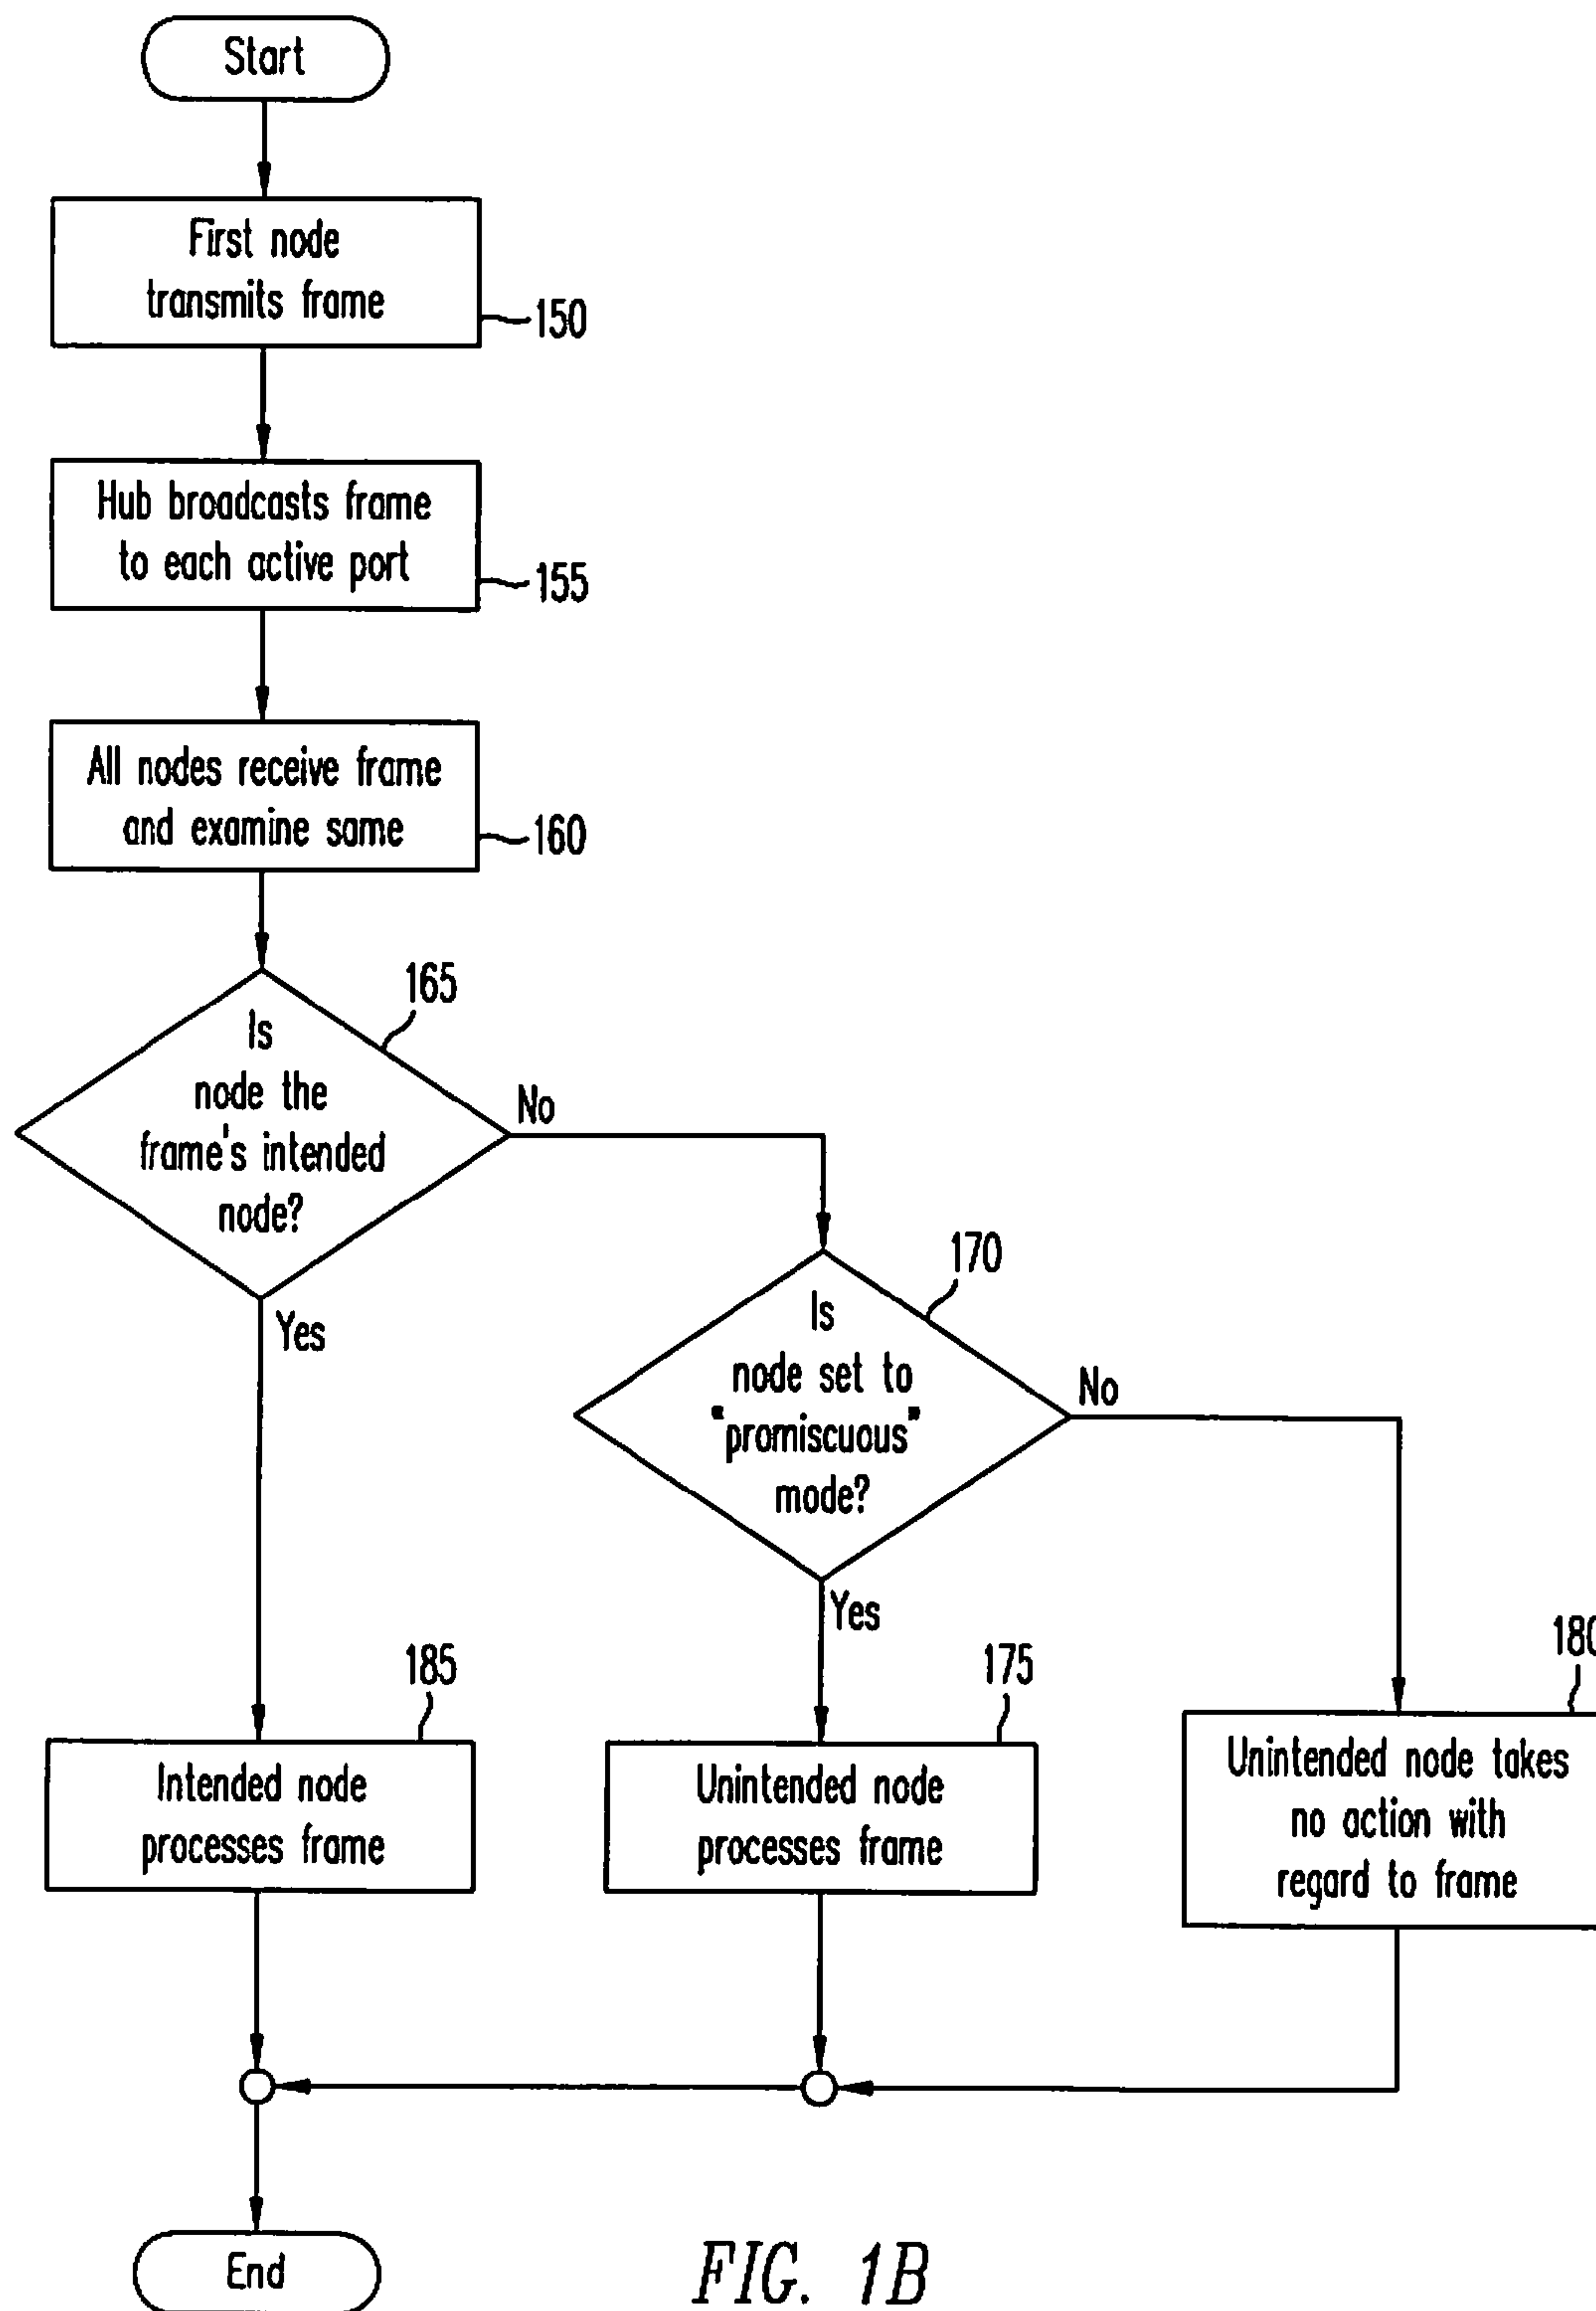 Start
First node
transmits frame
150
Hub broadcasts frame
to each active port
155
All nodes receive frame
and examine same
160
165
Is
node the
frame's intended
node?
No
Yes
170
Is
node set to
"promiscuous"
mode?
No
Yes
185
Intended node
processes frame
175
Unintended node
processes frame
180
Unintended node takes
no action with
regard to frame
End
FIG. 1B